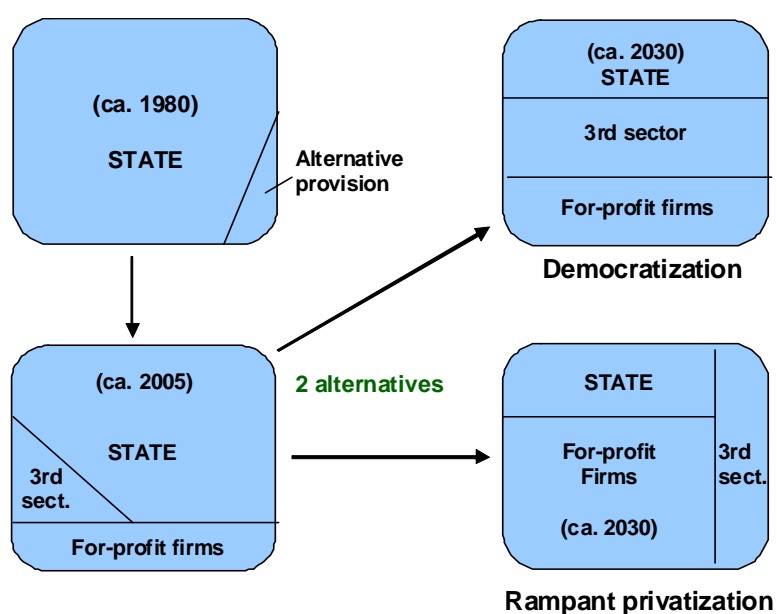 (ca. 1980)
STATE
Alternative
provision
(ca. 2030)
STATE
3rd sector
For-profit firms
Democratization
(ca. 2005)
STATE
3rd
sect.
For-profit firms
2 alternatives
STATE
For-profit
Firms
(ca. 2030)
3rd
sect.
Rampant privatization